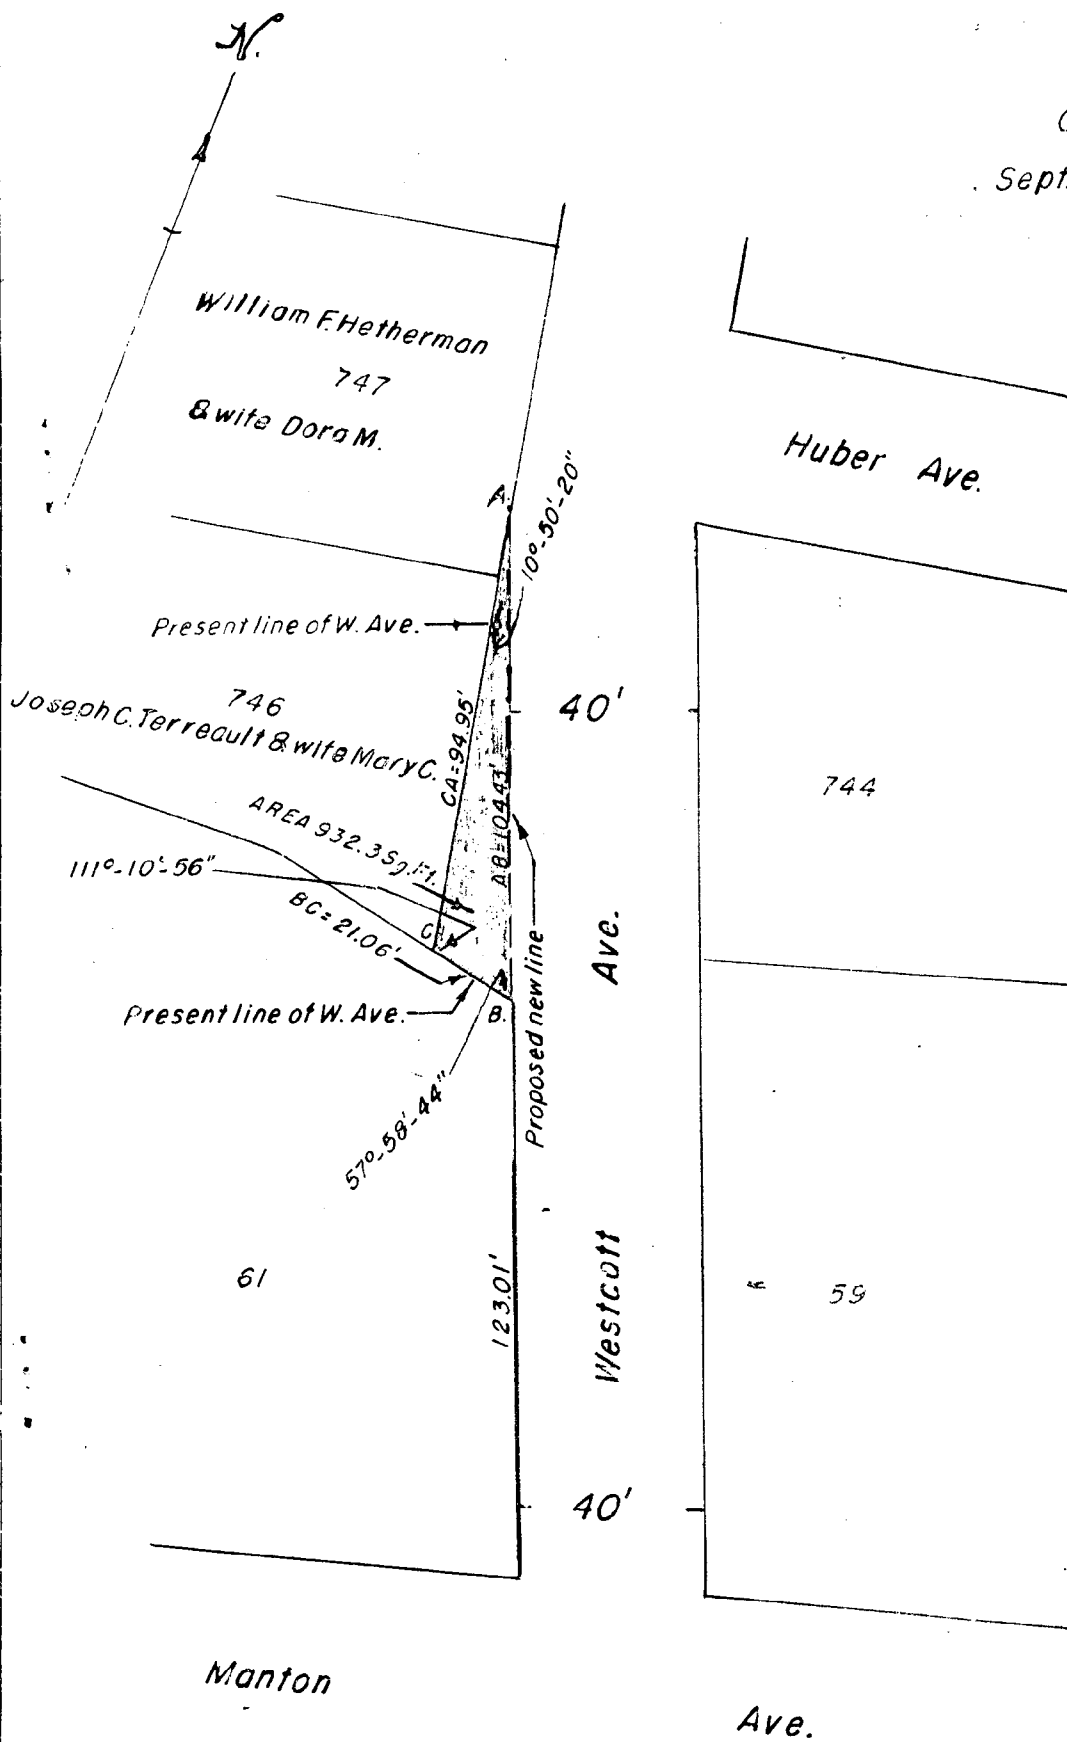 N.
Sept.
William F. Hetherman
747
& wife Dora M.
Huber Ave.
A.
10°-50'-20"
Present line of W. Ave.
746
Joseph C. Terreault & wife Mary C.
40'
CA=94.95'
AB=104.43'
744
AREA 932.3 Sq. Ft.
111°-10'-56"
BC=21.06'
C.
Present line of W. Ave.
B.
Proposed new line
57°-58'-44"
Westcott Ave.
61
123.01'
59
40'
Manton Ave.